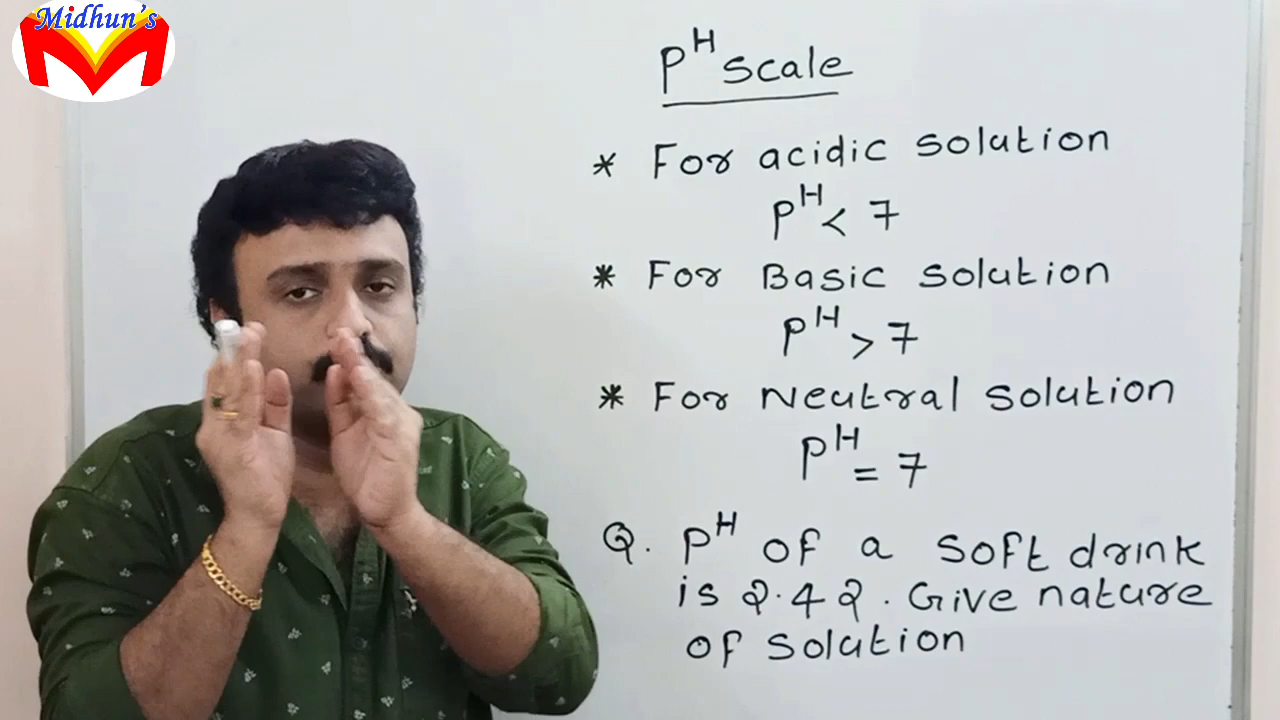 Midhun's
pH scale
* For acidic solution
pH < 7
* For Basic solution
pH > 7
* For Neutral solution
pH = 7
Q. pH of a soft drink
is 2.42. Give nature
of solution